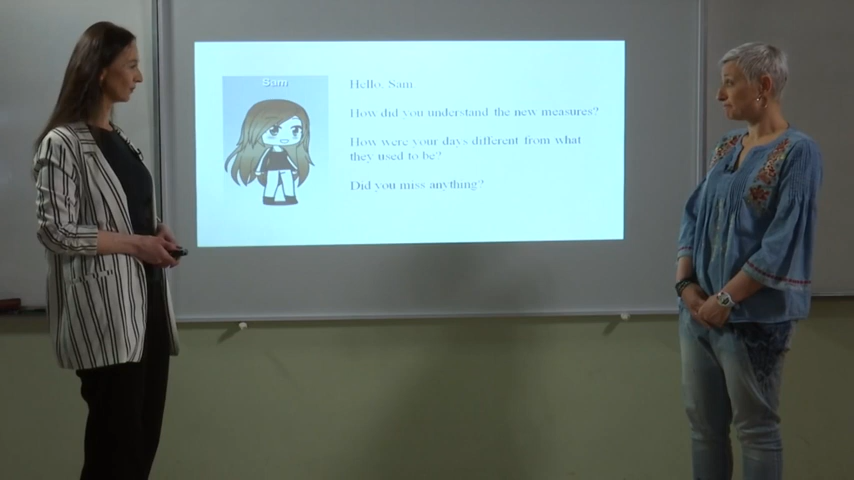 Sam
Hello, Sam
How did you understand the new measures?
How were your days different from what
they used to be?
Did you miss anything?